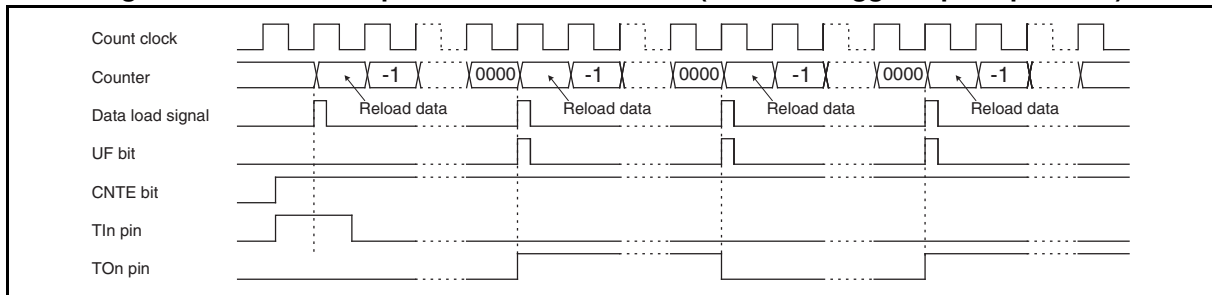 Count clock
Counter -1 0000 -1 0000 -1 0000 -1
Reload data Reload data Reload data Reload data
Data load signal
UF bit
CNTE bit
TIn pin
TOn pin